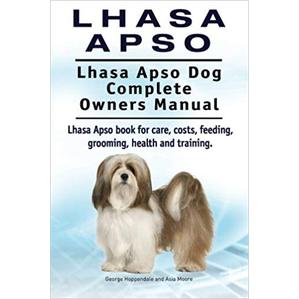 LHASA
APSO
Lhasa Apso Dog
Complete
Owners Manual
Lhasa Apso book for care, costs, feeding,
grooming, health and training.
George Hoppendale and Asia Moore